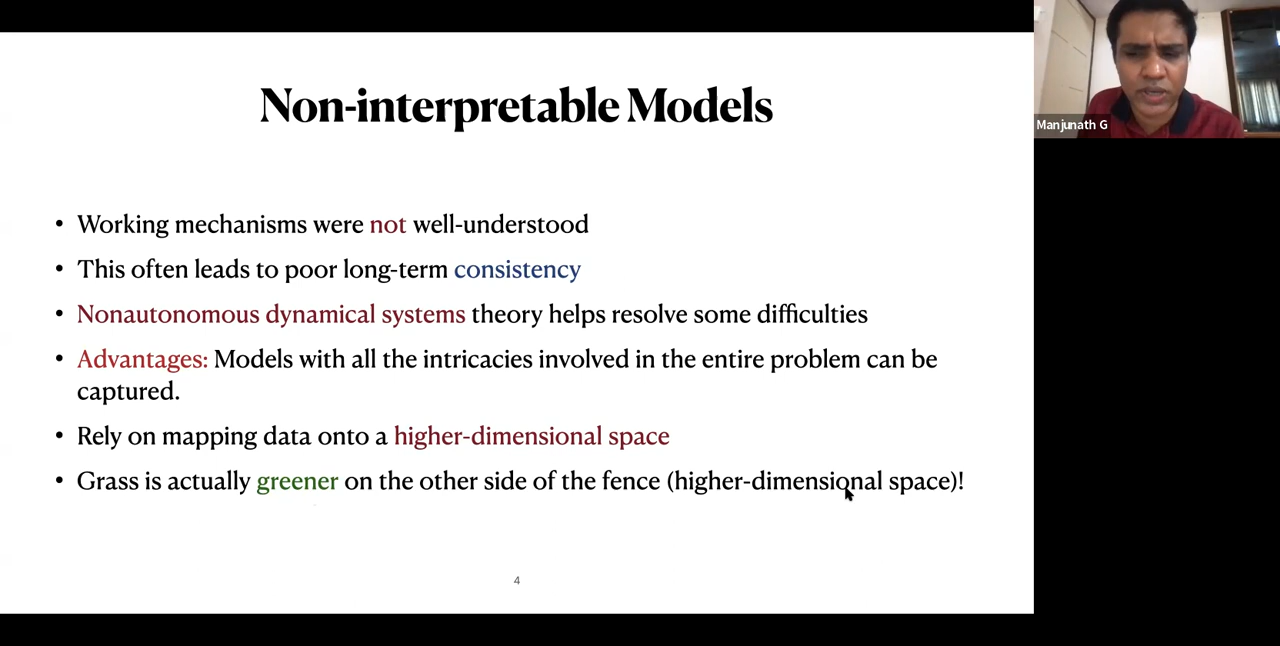 Non-interpretable Models
• Working mechanisms were not well-understood
• This often leads to poor long-term consistency
• Nonautonomous dynamical systems theory helps resolve some difficulties
• Advantages: Models with all the intricacies involved in the entire problem can be
captured.
• Rely on mapping data onto a higher-dimensional space
• Grass is actually greener on the other side of the fence (higher-dimensional space)!
4
Manjunath G